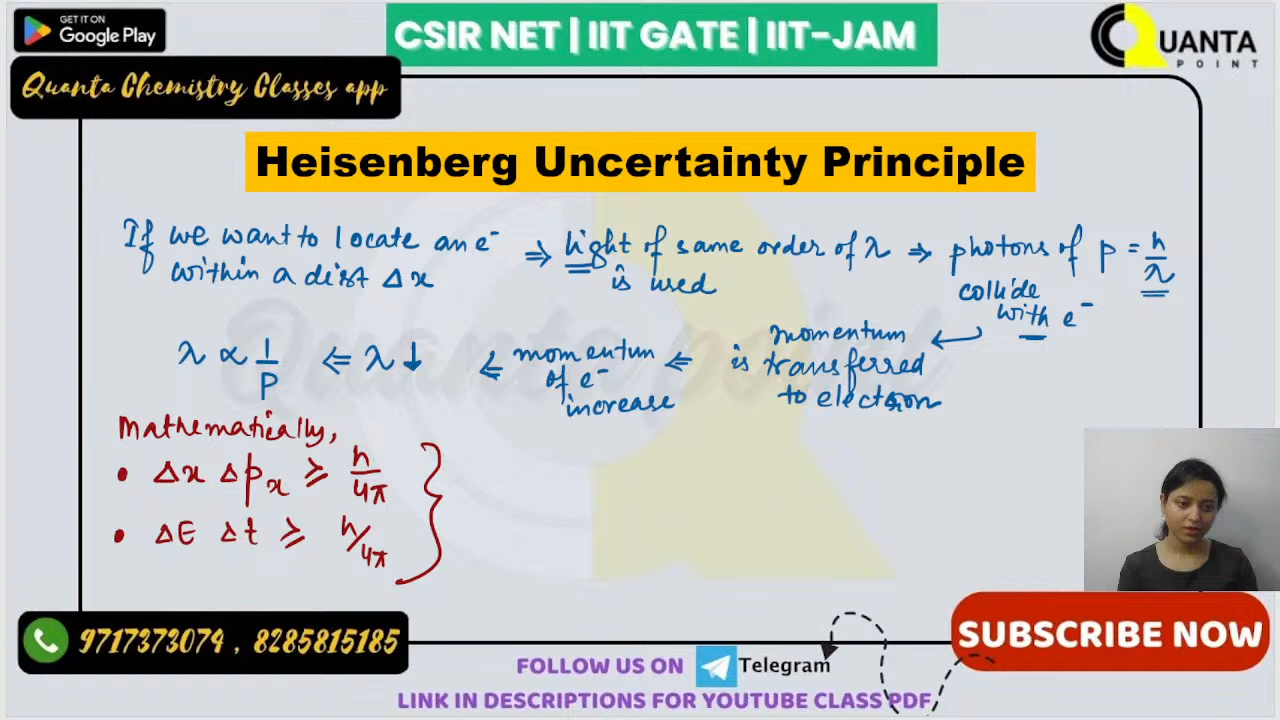 GET IT ON
Google Play
CSIR NET | IIT GATE | IIT-JAM
QUANTA
POINT
Quanta Chemistry Classes app
Heisenberg Uncertainty Principle
If we want to locate an e⁻ ⇒ light of same order of λ ⇒ photons of p = h/λ
within a dist Δx is used collide
with e⁻
momentum
is transferred
to electron
λ ∝ 1/P ⇐ λ↓ ⇐ momentum ⇐
of e⁻
increase
Mathematically,
• Δx Δpx ≥ h/4π
• ΔE Δt ≥ h/4π
Quanta point
9717373074 , 8285815185
SUBSCRIBE NOW
FOLLOW US ON Telegram
LINK IN DESCRIPTIONS FOR YOUTUBE CLASS PDF